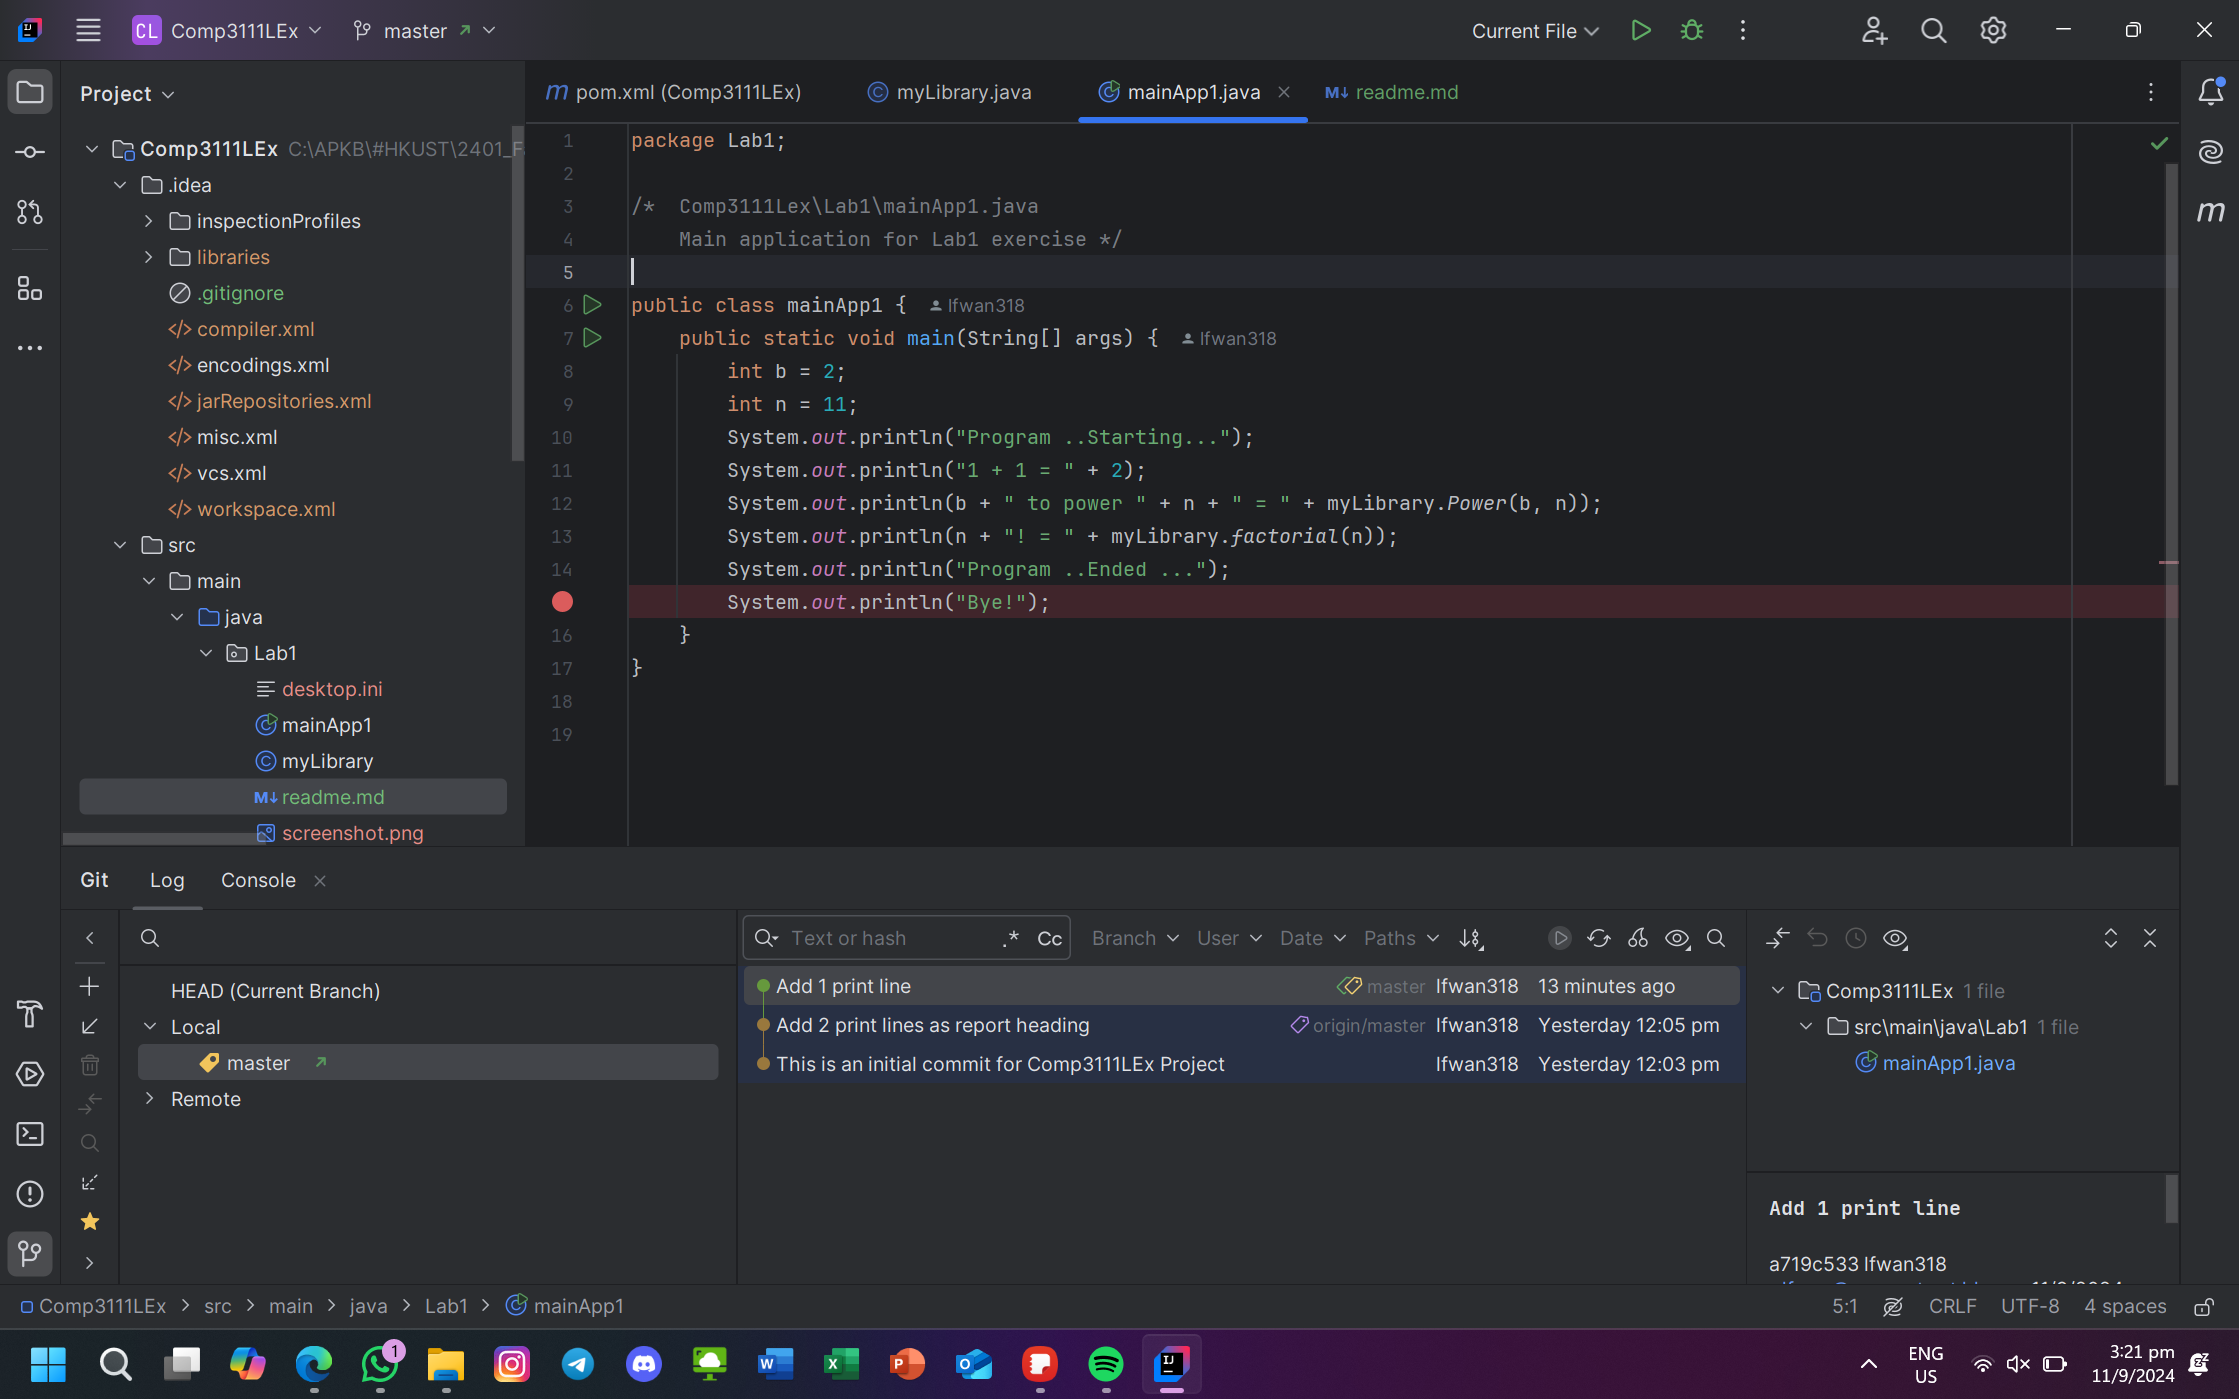 CL Comp3111LEx master Current File
Project
Comp3111LEx C:\APKB\#HKUST\2401_F
.idea
inspectionProfiles
libraries
.gitignore
compiler.xml
encodings.xml
jarRepositories.xml
misc.xml
vcs.xml
workspace.xml
src
main
java
Lab1
desktop.ini
mainApp1
myLibrary
M↓ readme.md
screenshot.png
m pom.xml (Comp3111LEx) myLibrary.java mainApp1.java M↓ readme.md
1 package Lab1;
2
3 /*  Comp3111Lex\Lab1\mainApp1.java
4     Main application for Lab1 exercise */
5
6 public class mainApp1 { lfwan318
7     public static void main(String[] args) { lfwan318
8         int b = 2;
9         int n = 11;
10         System.out.println("Program ..Starting...");
11         System.out.println("1 + 1 = " + 2);
12         System.out.println(b + " to power " + n + " = " + myLibrary.Power(b, n));
13         System.out.println(n + "! = " + myLibrary.factorial(n));
14         System.out.println("Program ..Ended ...");
        System.out.println("Bye!");
16     }
17 }
18
19
m
Git Log Console
HEAD (Current Branch)
Local
master
Remote
Text or hash .* Cc Branch User Date Paths
Add 1 print line master lfwan318 13 minutes ago
Add 2 print lines as report heading origin/master lfwan318 Yesterday 12:05 pm
This is an initial commit for Comp3111LEx Project lfwan318 Yesterday 12:03 pm
Comp3111LEx 1 file
src\main\java\Lab1 1 file
mainApp1.java
Add 1 print line
a719c533 lfwan318
Comp3111LEx > src > main > java > Lab1 > mainApp1 5:1 CRLF UTF-8 4 spaces
1
ENG
US
3:21 pm
11/9/2024